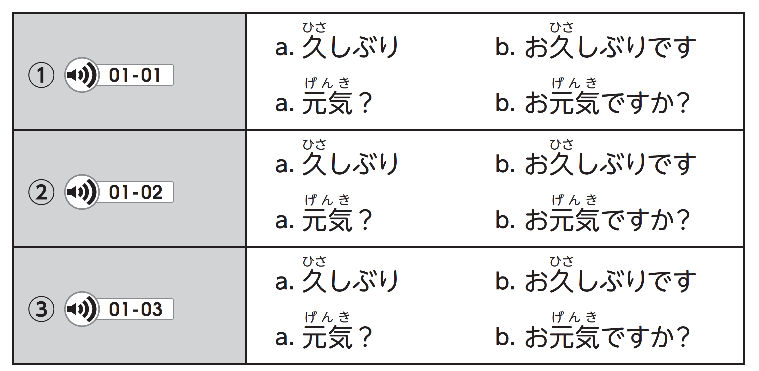 ① 01-01
a. 久しぶり b. お久しぶりです
a. 元気？ b. お元気ですか？
② 01-02
a. 久しぶり b. お久しぶりです
a. 元気？ b. お元気ですか？
③ 01-03
a. 久しぶり b. お久しぶりです
a. 元気？ b. お元気ですか？